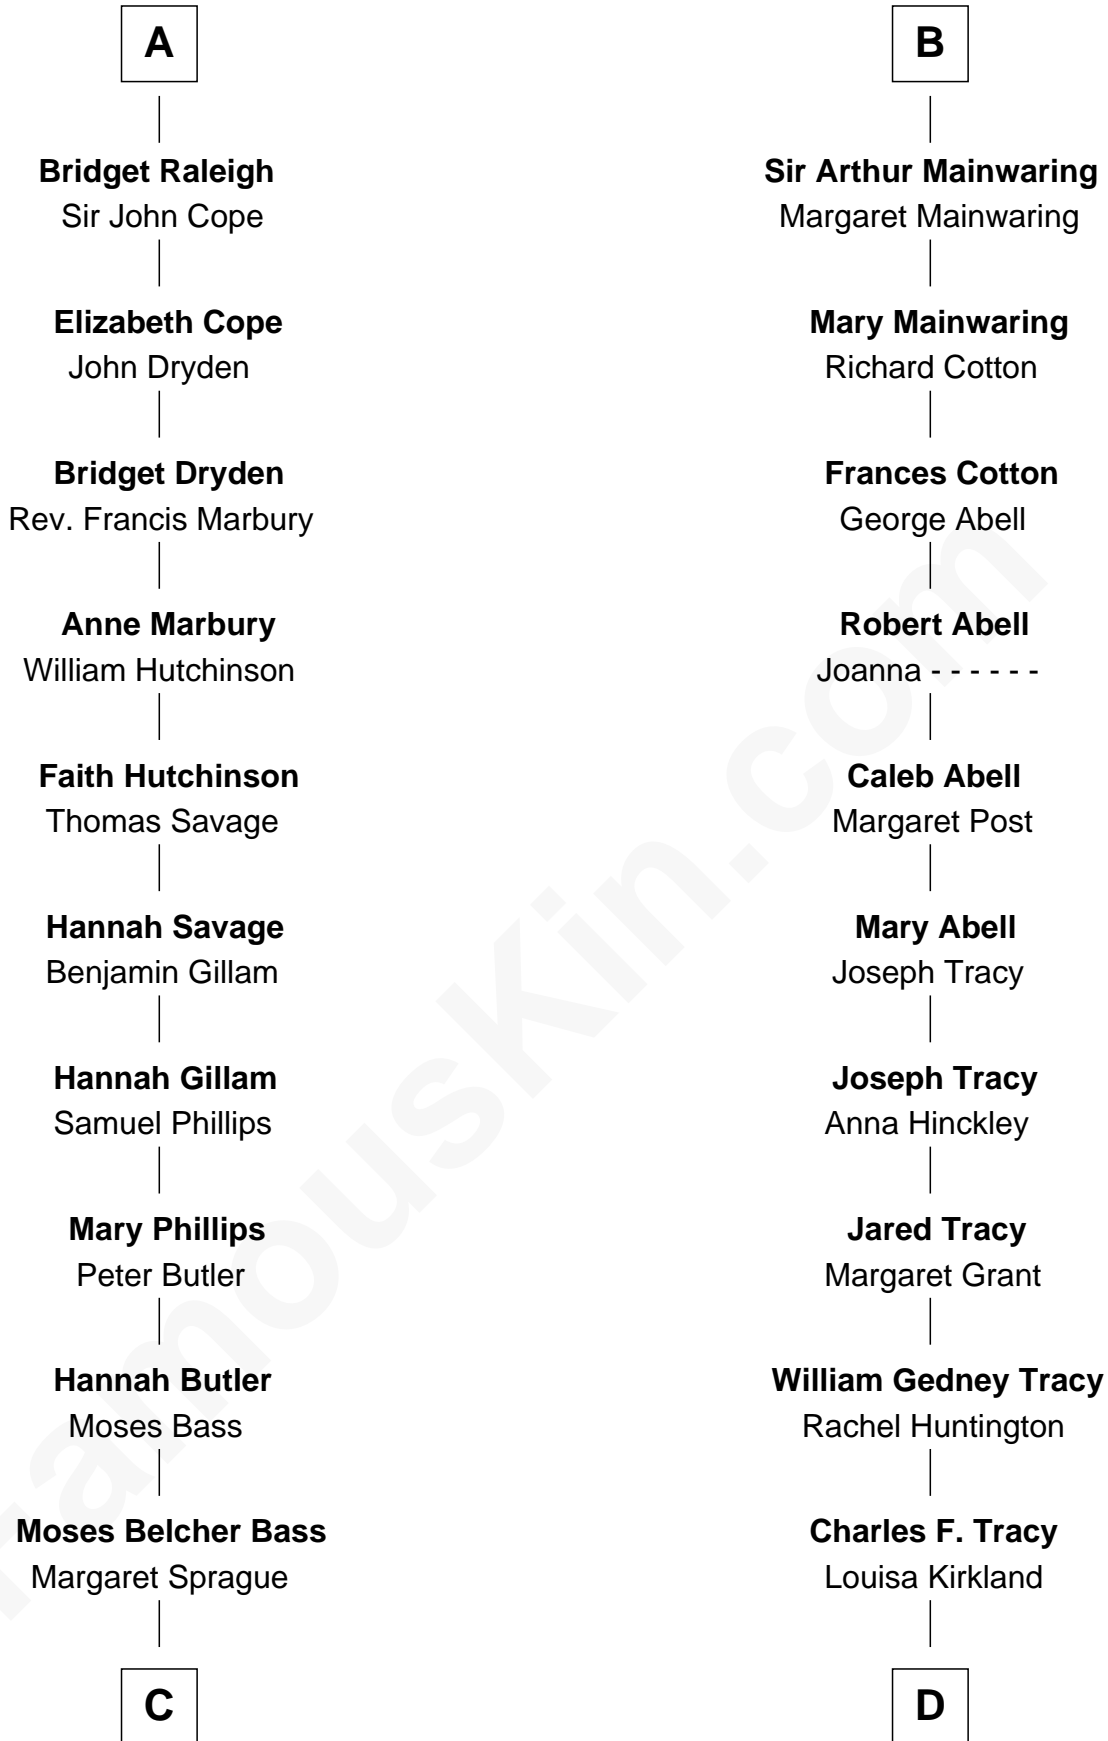 A
Bridget Raleigh
Sir John Cope
Elizabeth Cope
John Dryden
Bridget Dryden
Rev. Francis Marbury
Anne Marbury
William Hutchinson
Faith Hutchinson
Thomas Savage
Hannah Savage
Benjamin Gillam
Hannah Gillam
Samuel Phillips
Mary Phillips
Peter Butler
Hannah Butler
Moses Bass
Moses Belcher Bass
Margaret Sprague
C
B
Sir Arthur Mainwaring
Margaret Mainwaring
Mary Mainwaring
Richard Cotton
Frances Cotton
George Abell
Robert Abell
Joanna - - - - - -
Caleb Abell
Margaret Post
Mary Abell
Joseph Tracy
Joseph Tracy
Anna Hinckley
Jared Tracy
Margaret Grant
William Gedney Tracy
Rachel Huntington
Charles F. Tracy
Louisa Kirkland
D
famouskin.com